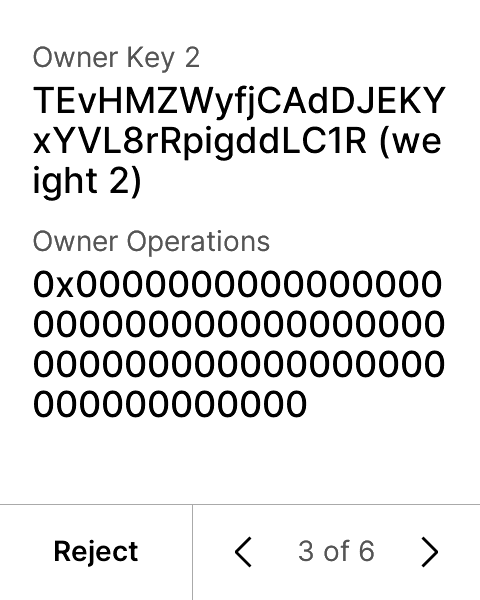 Owner Key 2
TEvHMZWyfjCAdDJEKY
xYVL8rRpigddLC1R (we
ight 2)
Owner Operations
0x0000000000000000
000000000000000000
000000000000000000
000000000000
Reject
3 of 6